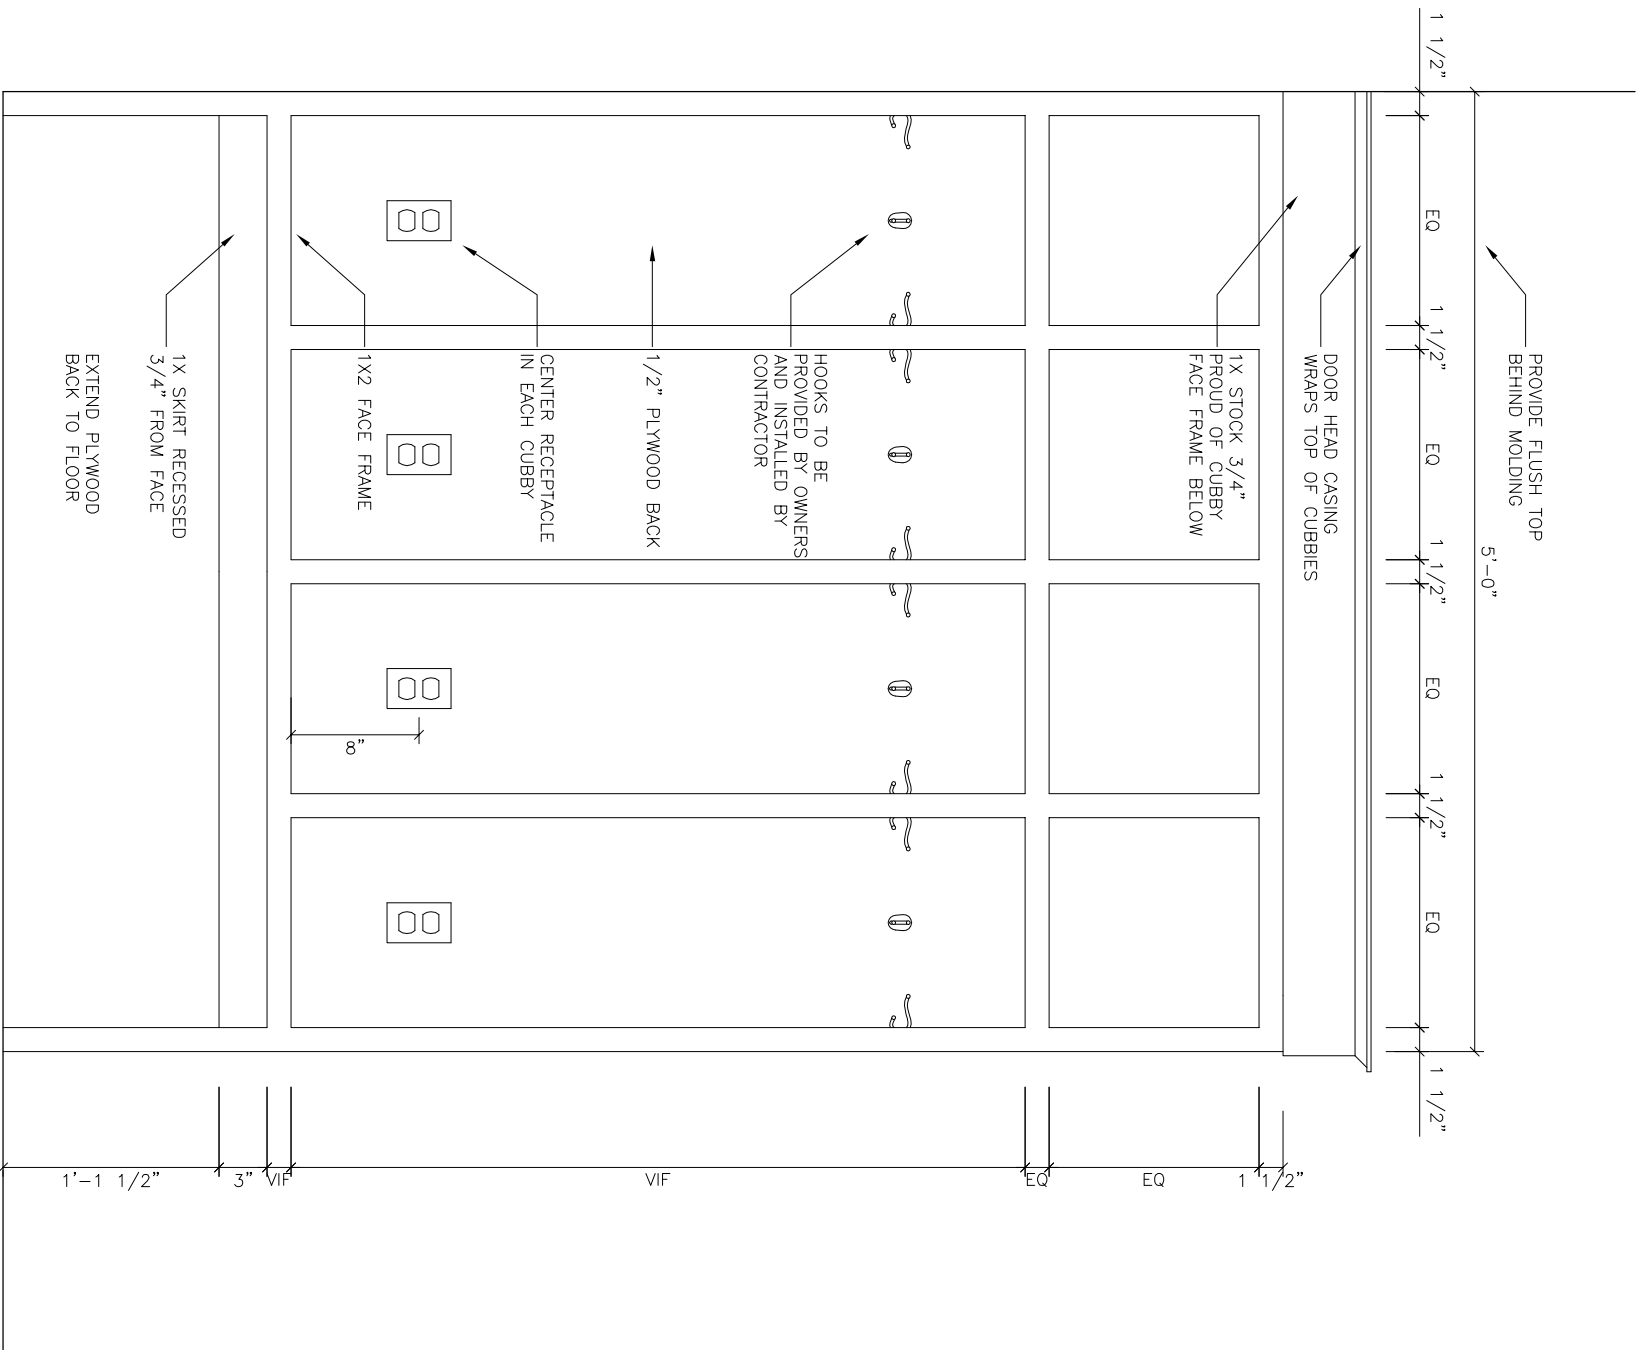 PROVIDE FLUSH TOP
BEHIND MOLDING
5'-0"
1 1/2"
EQ
1 1/2"
EQ
1 1/2"
EQ
1 1/2"
EQ
1 1/2"
DOOR HEAD CASING
WRAPS TOP OF CUBBIES
1X STOCK 3/4"
PROUD OF CUBBY
FACE FRAME BELOW
HOOKS TO BE
PROVIDED BY OWNERS
AND INSTALLED BY
CONTRACTOR
1/2" PLYWOOD BACK
CENTER RECEPTACLE
IN EACH CUBBY
8"
1X2 FACE FRAME
1X SKIRT RECESSED
3/4" FROM FACE
EXTEND PLYWOOD
BACK TO FLOOR
1'-1 1/2"
3"
VIF
VIF
EQ
EQ
1 1/2"